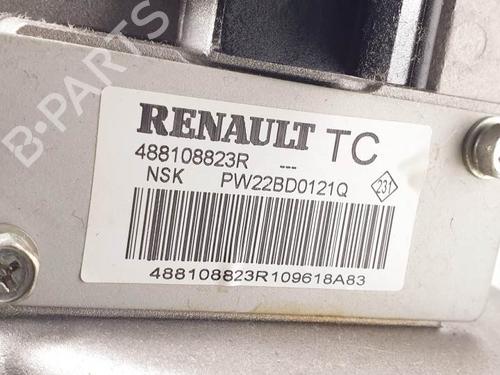 RENAULT TC
488108823R ---
NSK PW22BD0121Q 231
488108823R109618A83
B-PARTS